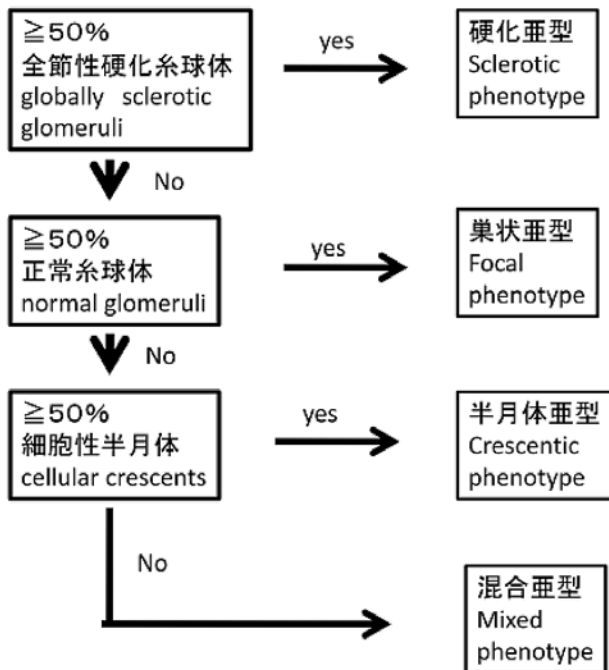 ≧50%
全節性硬化糸球体
globally sclerotic
glomeruli
yes
硬化亜型
Sclerotic
phenotype
No
≧50%
正常糸球体
normal glomeruli
yes
巣状亜型
Focal
phenotype
No
≧50%
細胞性半月体
cellular crescents
yes
半月体亜型
Crescentic
phenotype
No
混合亜型
Mixed
phenotype